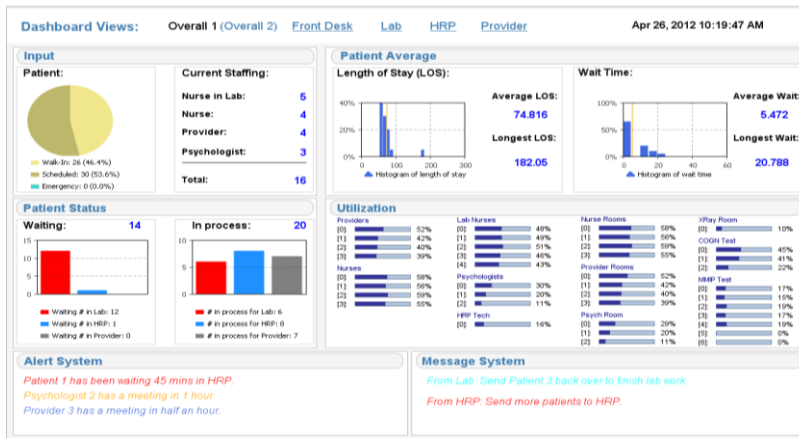 Dashboard Views: Overall 1 (Overall 2) Front Desk Lab HRP Provider Apr 26, 2012 10:19:47 AM
Input
Patient:
Walk-In: 26 (46.4%)
Scheduled: 30 (53.6%)
Emergency: 0 (0.0%)
Current Staffing:
Nurse in Lab: 5
Nurse: 4
Provider: 4
Psychologist: 3
Total: 16
Patient Average
Length of Stay (LOS):
40%
20%
0%
0 100 200 300
Histogram of length of stay
Average LOS:
74.816
Longest LOS:
182.05
Wait Time:
100%
50%
0%
0 20 40 60
Histogram of wait time
Average Wait:
5.472
Longest Wait:
20.788
Patient Status
Waiting: 14
15
10
5
0
Waiting # in Lab: 12
Waiting # in HRP: 1
Waiting # in Provider: 0
In process: 20
10
5
0
# in process for Lab: 6
# in process for HRP: 8
# in process for Provider: 7
Utilization
Providers
[0] 52%
[1] 42%
[2] 40%
[3] 39%
Nurses
[0] 58%
[1] 56%
[2] 59%
[3] 55%
Lab Nurses
[0] 48%
[1] 49%
[2] 51%
[3] 46%
[4] 43%
Psychologists
[0] 30%
[1] 20%
[2] 11%
HRP Tech
[0] 16%
Nurse Rooms
[0] 58%
[1] 56%
[2] 59%
[3] 55%
Provider Rooms
[0] 52%
[1] 42%
[2] 40%
[3] 39%
Psych Room
[0] 29%
[1] 20%
[2] 11%
XRay Room
[0] 10%
COGN Test
[0] 45%
[1] 41%
[2] 22%
MMP Test
[0] 17%
[1] 15%
[2] 19%
[3] 17%
[4] 19%
[5] 0%
[6] 0%
Alert System
Patient 1 has been waiting 45 mins in HRP.
Psychologist 2 has a meeting in 1 hour.
Provider 3 has a meeting in half an hour.
Message System
From Lab: Send Patient 3 back over to finish lab work.
From HRP: Send more patients to HRP.